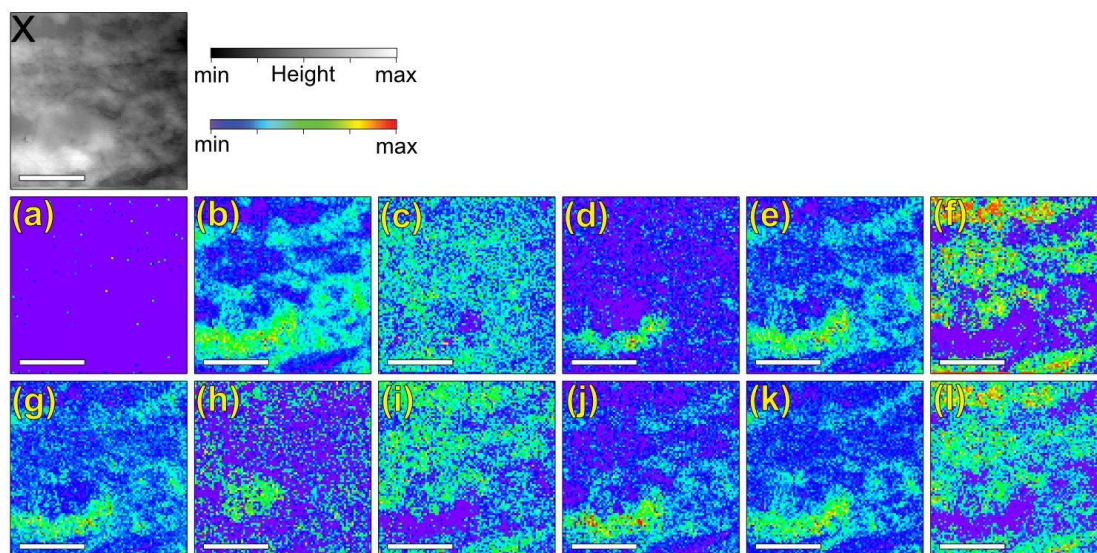 X
min Height max
min max
(a) (b) (c) (d) (e) (f)
(g) (h) (i) (j) (k) (l)